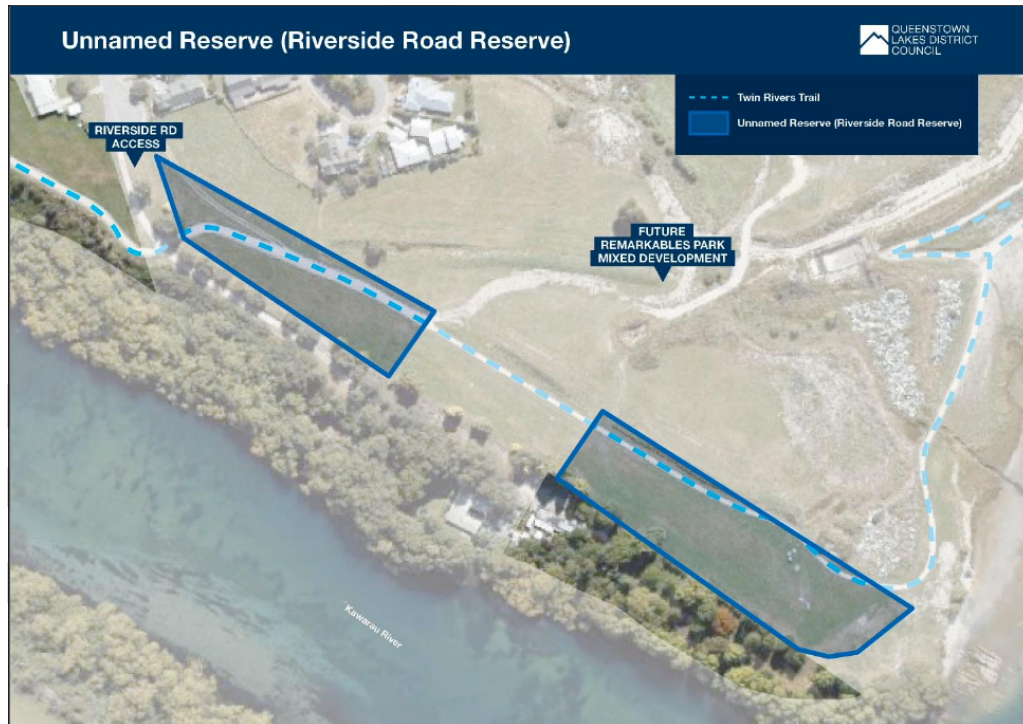 Unnamed Reserve (Riverside Road Reserve)
QUEENSTOWN
LAKES DISTRICT
COUNCIL
Twin Rivers Trail
Unnamed Reserve (Riverside Road Reserve)
RIVERSIDE RD
ACCESS
FUTURE
REMARKABLES PARK
MIXED DEVELOPMENT
Kawarau River